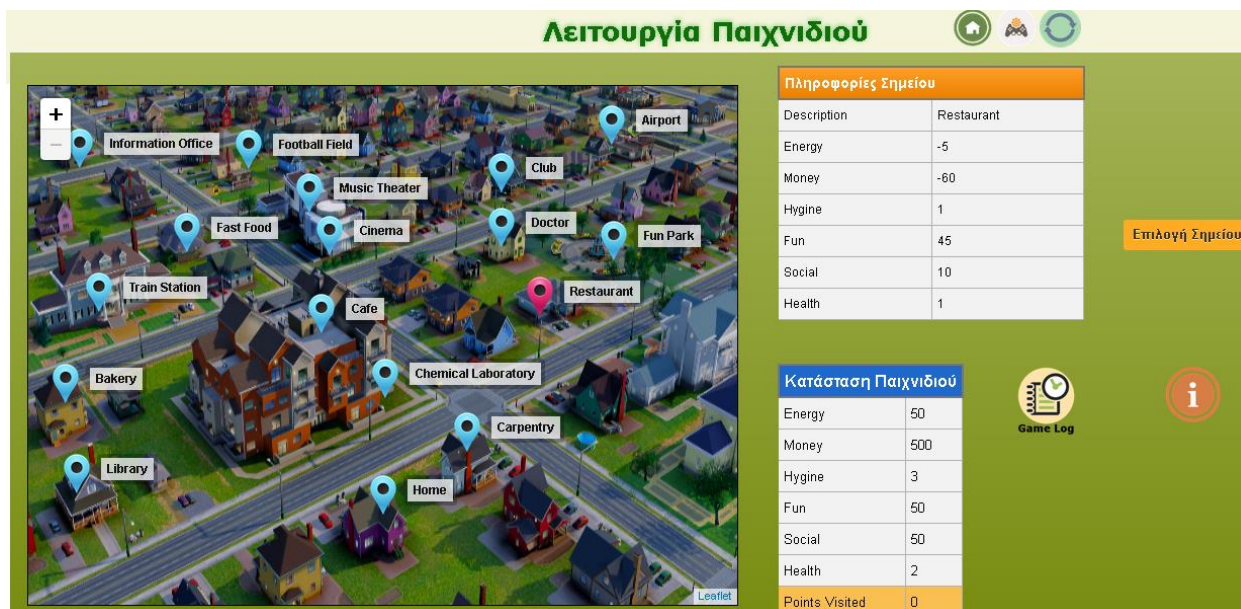 Λειτουργία Παιχνιδιού
+
−
Information Office
Football Field
Airport
Music Theater
Club
Fast Food
Cinema
Doctor
Fun Park
Train Station
Cafe
Restaurant
Bakery
Chemical Laboratory
Carpentry
Library
Home
Leaflet
Πληροφορίες Σημείου
Description Restaurant
Energy -5
Money -60
Hygine 1
Fun 45
Social 10
Health 1
Επιλογή Σημείου
Κατάσταση Παιχνιδιού
Energy 50
Money 500
Hygine 3
Fun 50
Social 50
Health 2
Points Visited 0
Game Log
i